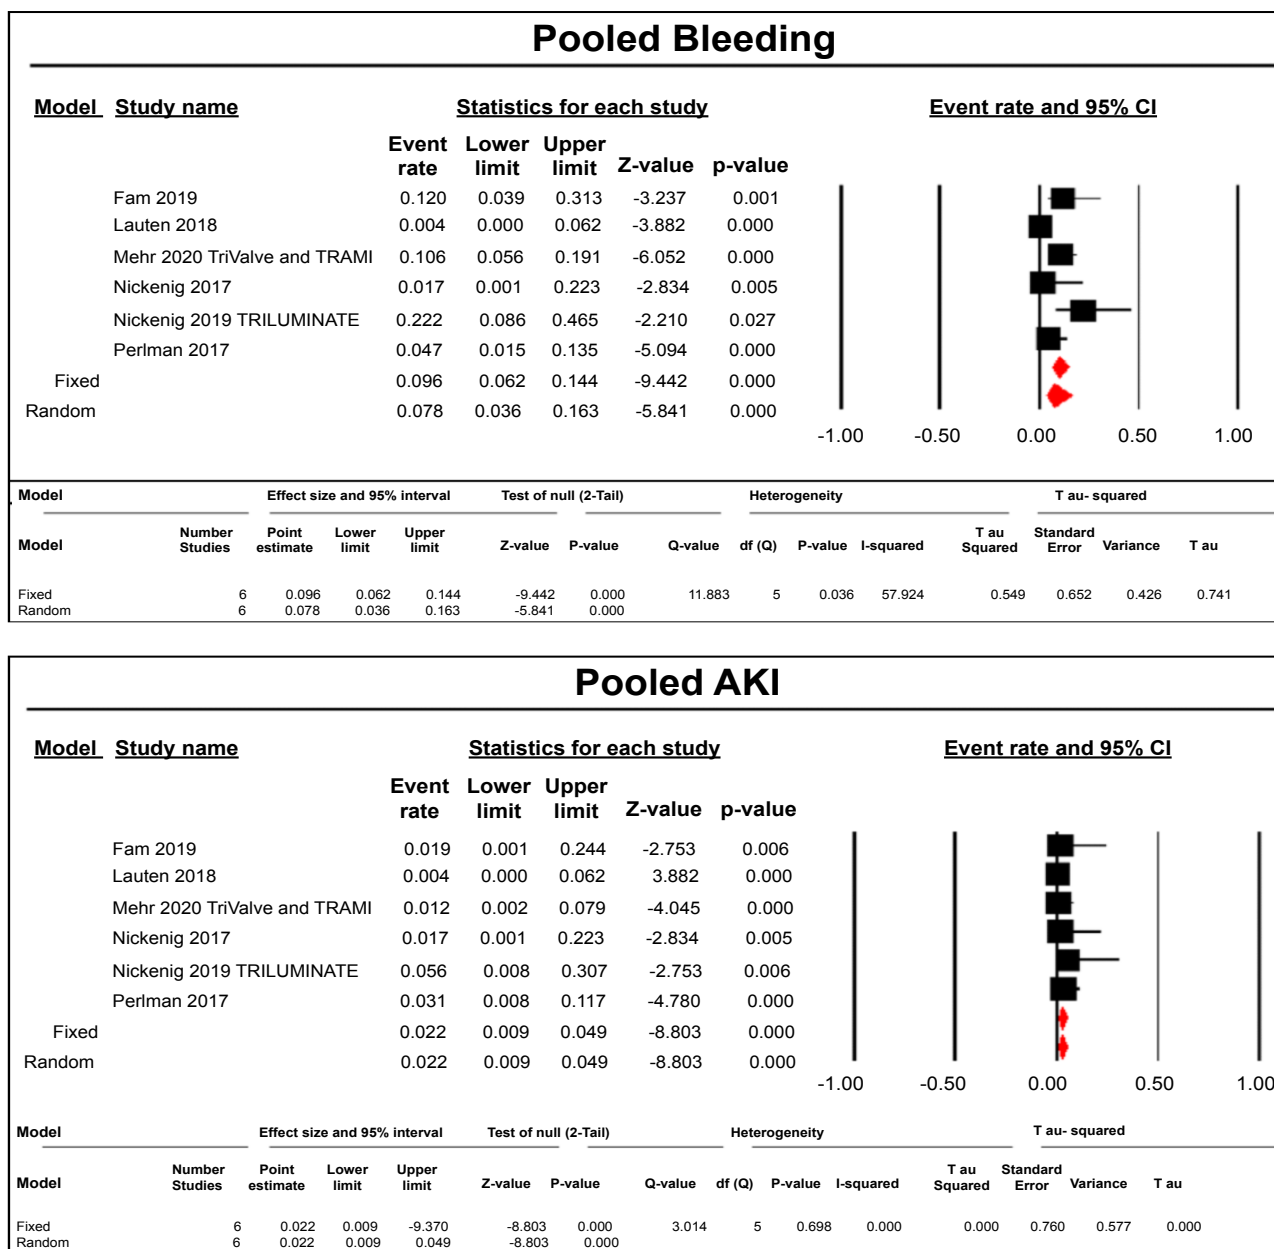 Pooled Bleeding
Model Study name Statistics for each study Event rate and 95% CI
Event rate Lower limit Upper limit Z-value p-value
Fam 2019 0.120 0.039 0.313 -3.237 0.001
Lauten 2018 0.004 0.000 0.062 -3.882 0.000
Mehr 2020 TriValve and TRAMI 0.106 0.056 0.191 -6.052 0.000
Nickenig 2017 0.017 0.001 0.223 -2.834 0.005
Nickenig 2019 TRILUMINATE 0.222 0.086 0.465 -2.210 0.027
Perlman 2017 0.047 0.015 0.135 -5.094 0.000
Fixed 0.096 0.062 0.144 -9.442 0.000
Random 0.078 0.036 0.163 -5.841 0.000
-1.00 -0.50 0.00 0.50 1.00
Model Effect size and 95% interval Test of null (2-Tail) Heterogeneity T au- squared
Model Number Studies Point estimate Lower limit Upper limit Z-value P-value Q-value df (Q) P-value I-squared T au Squared Standard Error Variance T au
Fixed 6 0.096 0.062 0.144 -9.442 0.000 11.883 5 0.036 57.924 0.549 0.652 0.426 0.741
Random 6 0.078 0.036 0.163 -5.841 0.000
Pooled AKI
Model Study name Statistics for each study Event rate and 95% CI
Event rate Lower limit Upper limit Z-value p-value
Fam 2019 0.019 0.001 0.244 -2.753 0.006
Lauten 2018 0.004 0.000 0.062 3.882 0.000
Mehr 2020 TriValve and TRAMI 0.012 0.002 0.079 -4.045 0.000
Nickenig 2017 0.017 0.001 0.223 -2.834 0.005
Nickenig 2019 TRILUMINATE 0.056 0.008 0.307 -2.753 0.006
Perlman 2017 0.031 0.008 0.117 -4.780 0.000
Fixed 0.022 0.009 0.049 -8.803 0.000
Random 0.022 0.009 0.049 -8.803 0.000
-1.00 -0.50 0.00 0.50 1.00
Model Effect size and 95% interval Test of null (2-Tail) Heterogeneity T au- squared
Model Number Studies Point estimate Lower limit Upper limit Z-value P-value Q-value df (Q) P-value I-squared T au Squared Standard Error Variance T au
Fixed 6 0.022 0.009 -9.370 -8.803 0.000 3.014 5 0.698 0.000 0.000 0.760 0.577 0.000
Random 6 0.022 0.009 0.049 -8.803 0.000